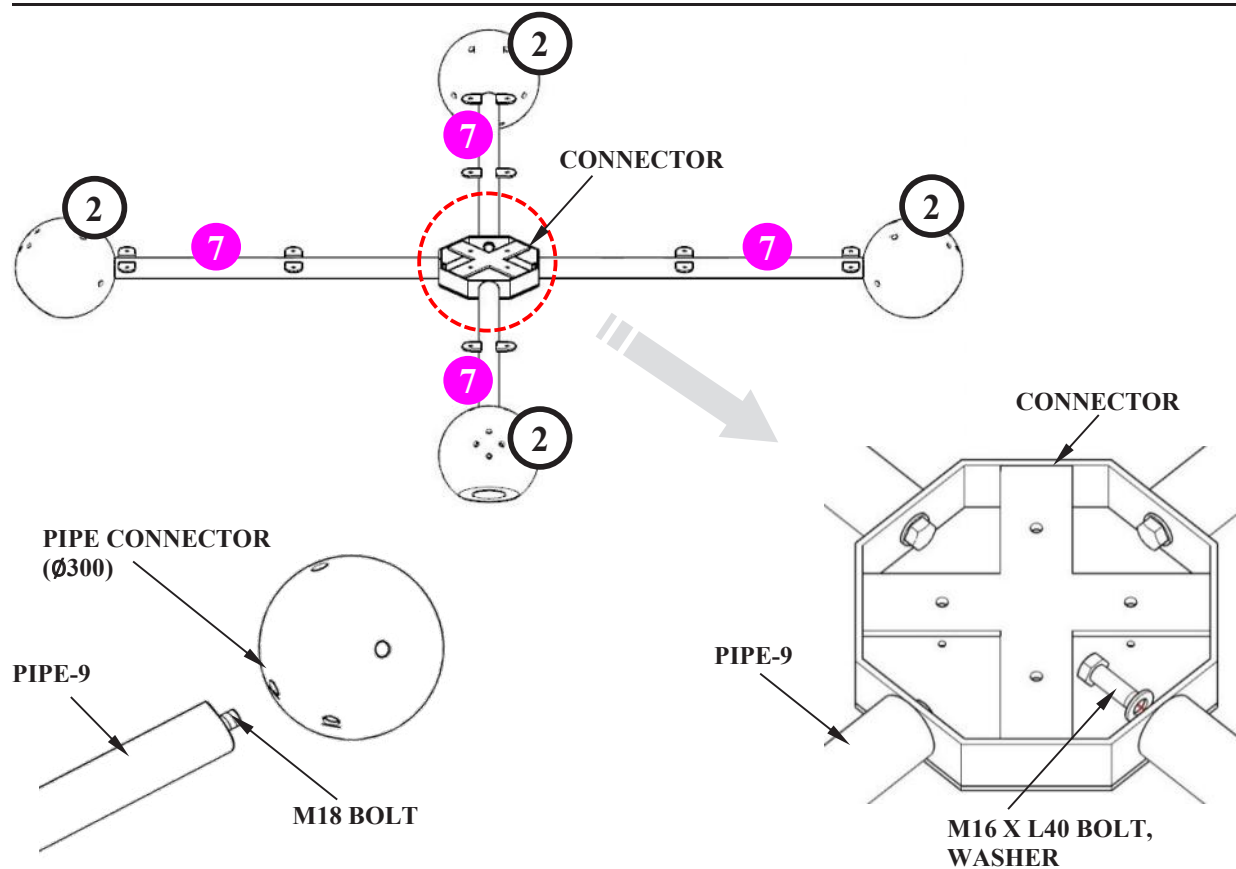 2
7
CONNECTOR
2
7
7
2
7
2
CONNECTOR
PIPE CONNECTOR
(Ø300)
PIPE-9
M18 BOLT
PIPE-9
M16 X L40 BOLT,
WASHER